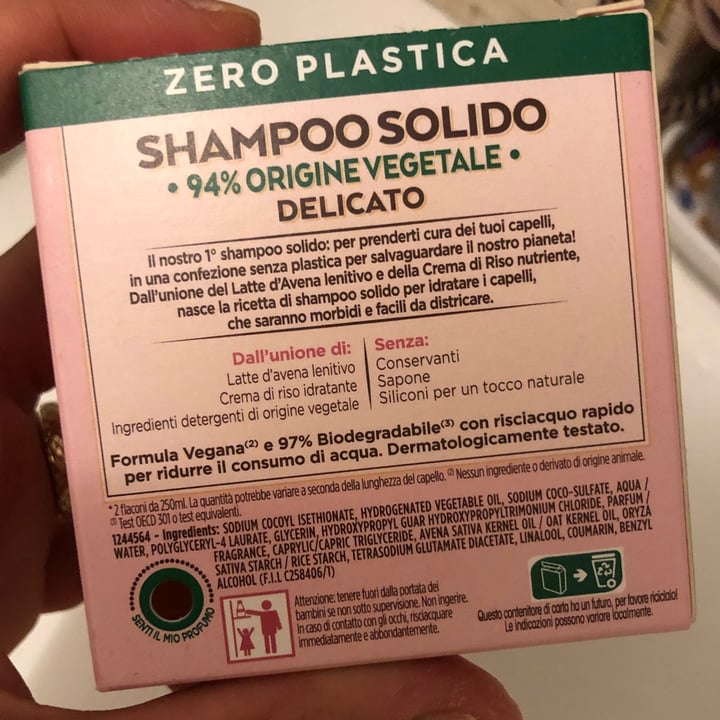 ZERO PLASTICA
SHAMPOO SOLIDO
• 94% ORIGINE VEGETALE •
DELICATO
Il nostro 1° shampoo solido: per prenderti cura dei tuoi capelli,
in una confezione senza plastica per salvaguardare il nostro pianeta!
Dall'unione del Latte d'Avena lenitivo e della Crema di Riso nutriente,
nasce la ricetta di shampoo solido per idratare i capelli,
che saranno morbidi e facili da districare.
Dall'unione di:
Latte d'avena lenitivo
Crema di riso idratante
Ingredienti detergenti di origine vegetale
Senza:
Conservanti
Sapone
Siliconi per un tocco naturale
Formula Vegana(2) e 97% Biodegradabile(3) con risciacquo rapido
per ridurre il consumo di acqua. Dermatologicamente testato.
* 2 flaconi da 250ml. La quantità potrebbe variare a seconda della lunghezza del capello. (2) Nessun ingrediente o derivato di origine animale.
(3) Test OECD 301 o test equivalenti.
1244564 - Ingredients: SODIUM COCOYL ISETHIONATE, HYDROGENATED VEGETABLE OIL, SODIUM COCO-SULFATE, AQUA /
WATER, POLYGLYCERYL-4 LAURATE, GLYCERIN, HYDROXYPROPYL GUAR HYDROXYPROPYLTRIMONIUM CHLORIDE, PARFUM /
FRAGRANCE, CAPRYLIC/CAPRIC TRIGLYCERIDE, AVENA SATIVA KERNEL OIL / OAT KERNEL OIL, ORYZA
SATIVA STARCH / RICE STARCH, TETRASODIUM GLUTAMATE DIACETATE, LINALOOL, COUMARIN, BENZYL
ALCOHOL (F.I.L C258406/1)
SENTI IL MIO PROFUMO
Attenzione: tenere fuori dalla portata dei
bambini se non sotto supervisione. Non ingerire.
In caso di contatto con gli occhi, risciacquare
immediatamente e abbondantemente.
Questo contenitore di carta ha un futuro, per favore riciclalo!
Le indicazioni possono variare localmente.